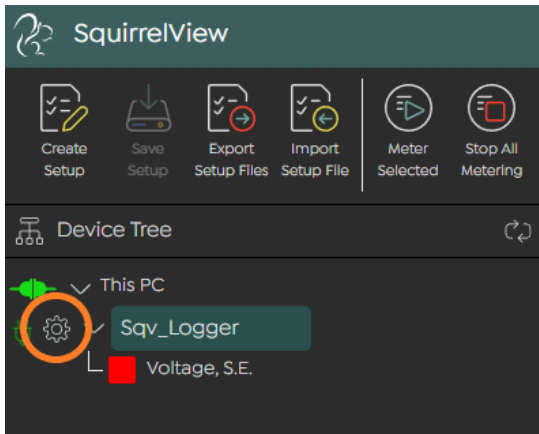 SquirrelView
Create
Setup
Save
Setup
Export
Setup Files
Import
Setup File
Meter
Selected
Stop All
Metering
Device Tree
This PC
Sqv_Logger
Voltage, S.E.